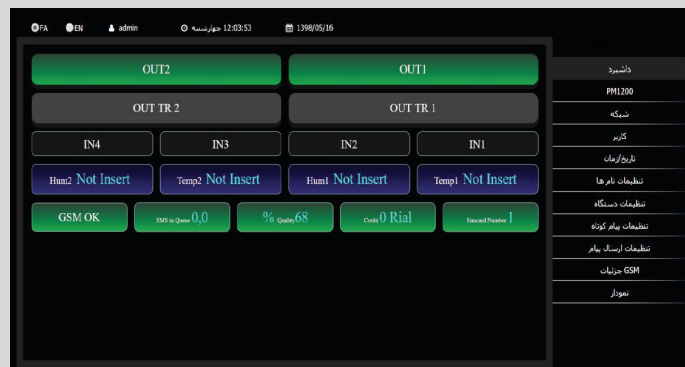 FA EN admin 12:03:53 چهارشنبه 1398/05/16
OUT2 OUT1
OUT TR 2 OUT TR 1
IN4 IN3 IN2 IN1
Hum2 Not Insert Temp2 Not Insert Hum1 Not Insert Temp1 Not Insert
GSM OK SMS in Queue 0,0 % Quality 68 Credit 0 Rial Simcard Number 1
داشبرد
PM1200
شبکه
کاربر
تاریخ/زمان
تنظیمات نام ها
تنظیمات دستگاه
تنظیمات پیام کوتاه
تنظیمات ارسال پیام
جزئیات GSM
نمودار